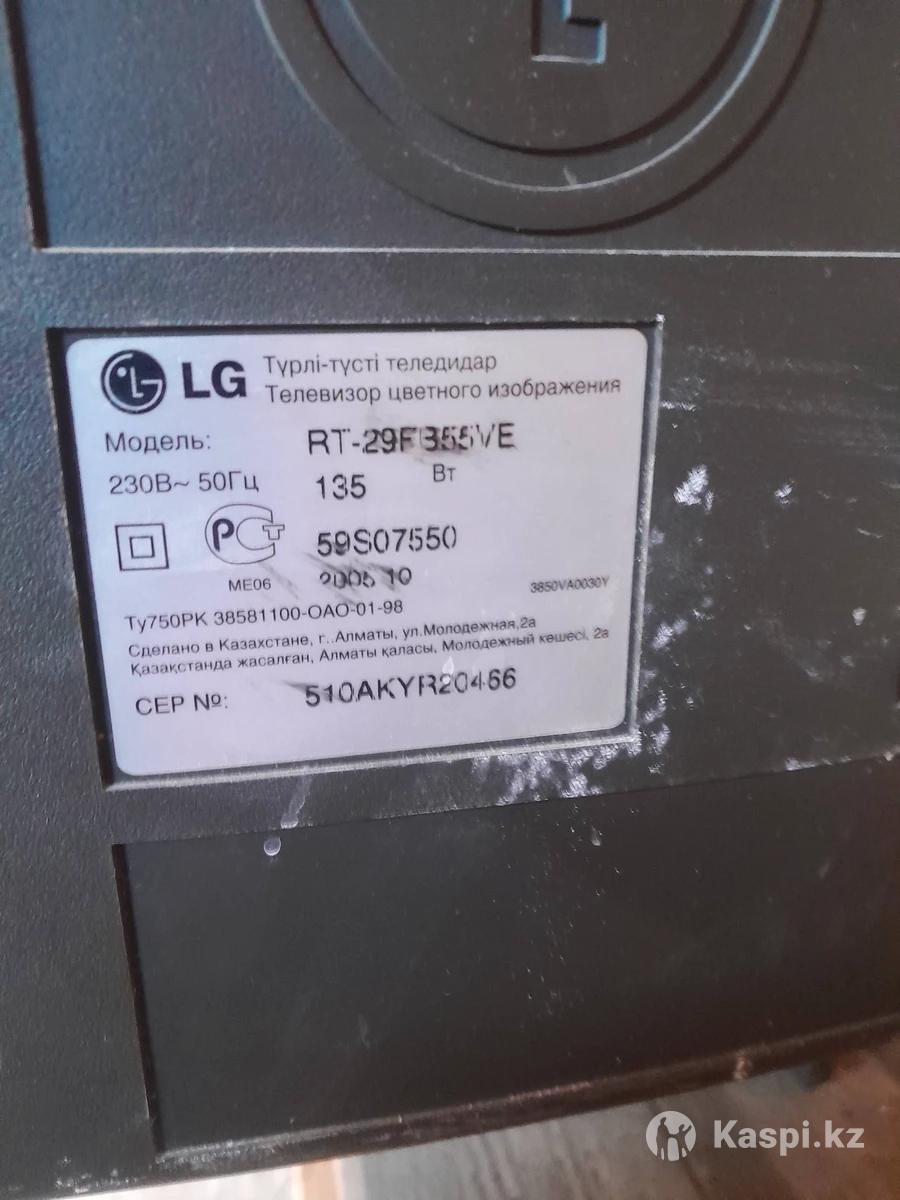 LG Түрлі-түсті теледидар
Телевизор цветного изображения
Модель: RT-29FB55VE
230В~ 50Гц 135 Вт
РСт 59S07550
ME06 2005 10 3850VA0030Y
Ту750РК 38581100-ОАО-01-98
Сделано в Казахстане, г..Алматы, ул.Молодежная,2а
Қазақстанда жасалған, Алматы қаласы, Молодежный көшесі, 2а
СЕР №: 510AKYR20466
Kaspi.kz